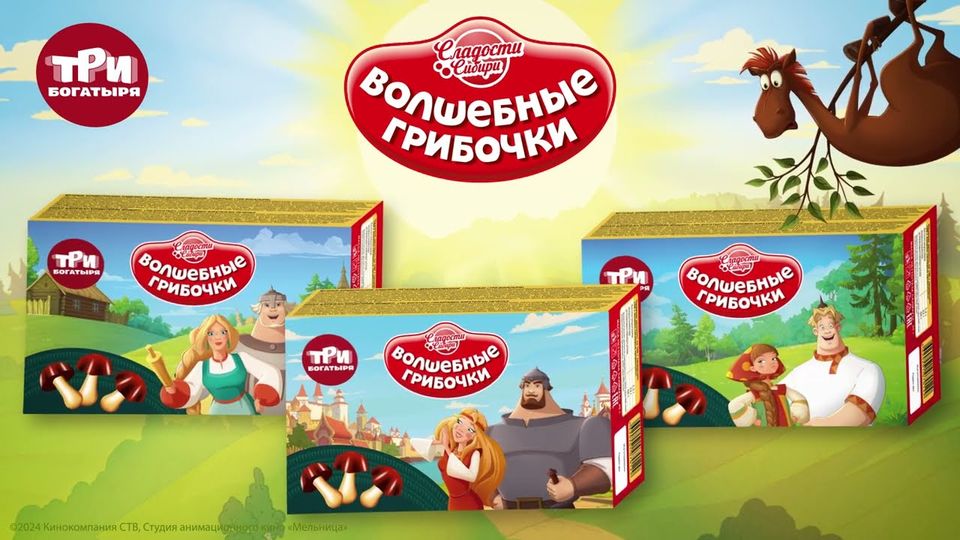 ТРИ
БОГАТЫРЯ
Сладости
Сибири
ВОЛШЕБНЫЕ
ГРИБОЧКИ
ТРИ
БОГАТЫРЯ
Сладости
Сибири
ВОЛШЕБНЫЕ
ГРИБОЧКИ
ТРИ
БОГАТЫРЯ
Сладости
Сибири
ВОЛШЕБНЫЕ
ГРИБОЧКИ
ТРИ
БОГАТЫРЯ
Сладости
Сибири
ВОЛШЕБНЫЕ
ГРИБОЧКИ
©2024 Кинокомпания СТВ, Студия анимационного кино «Мельница»